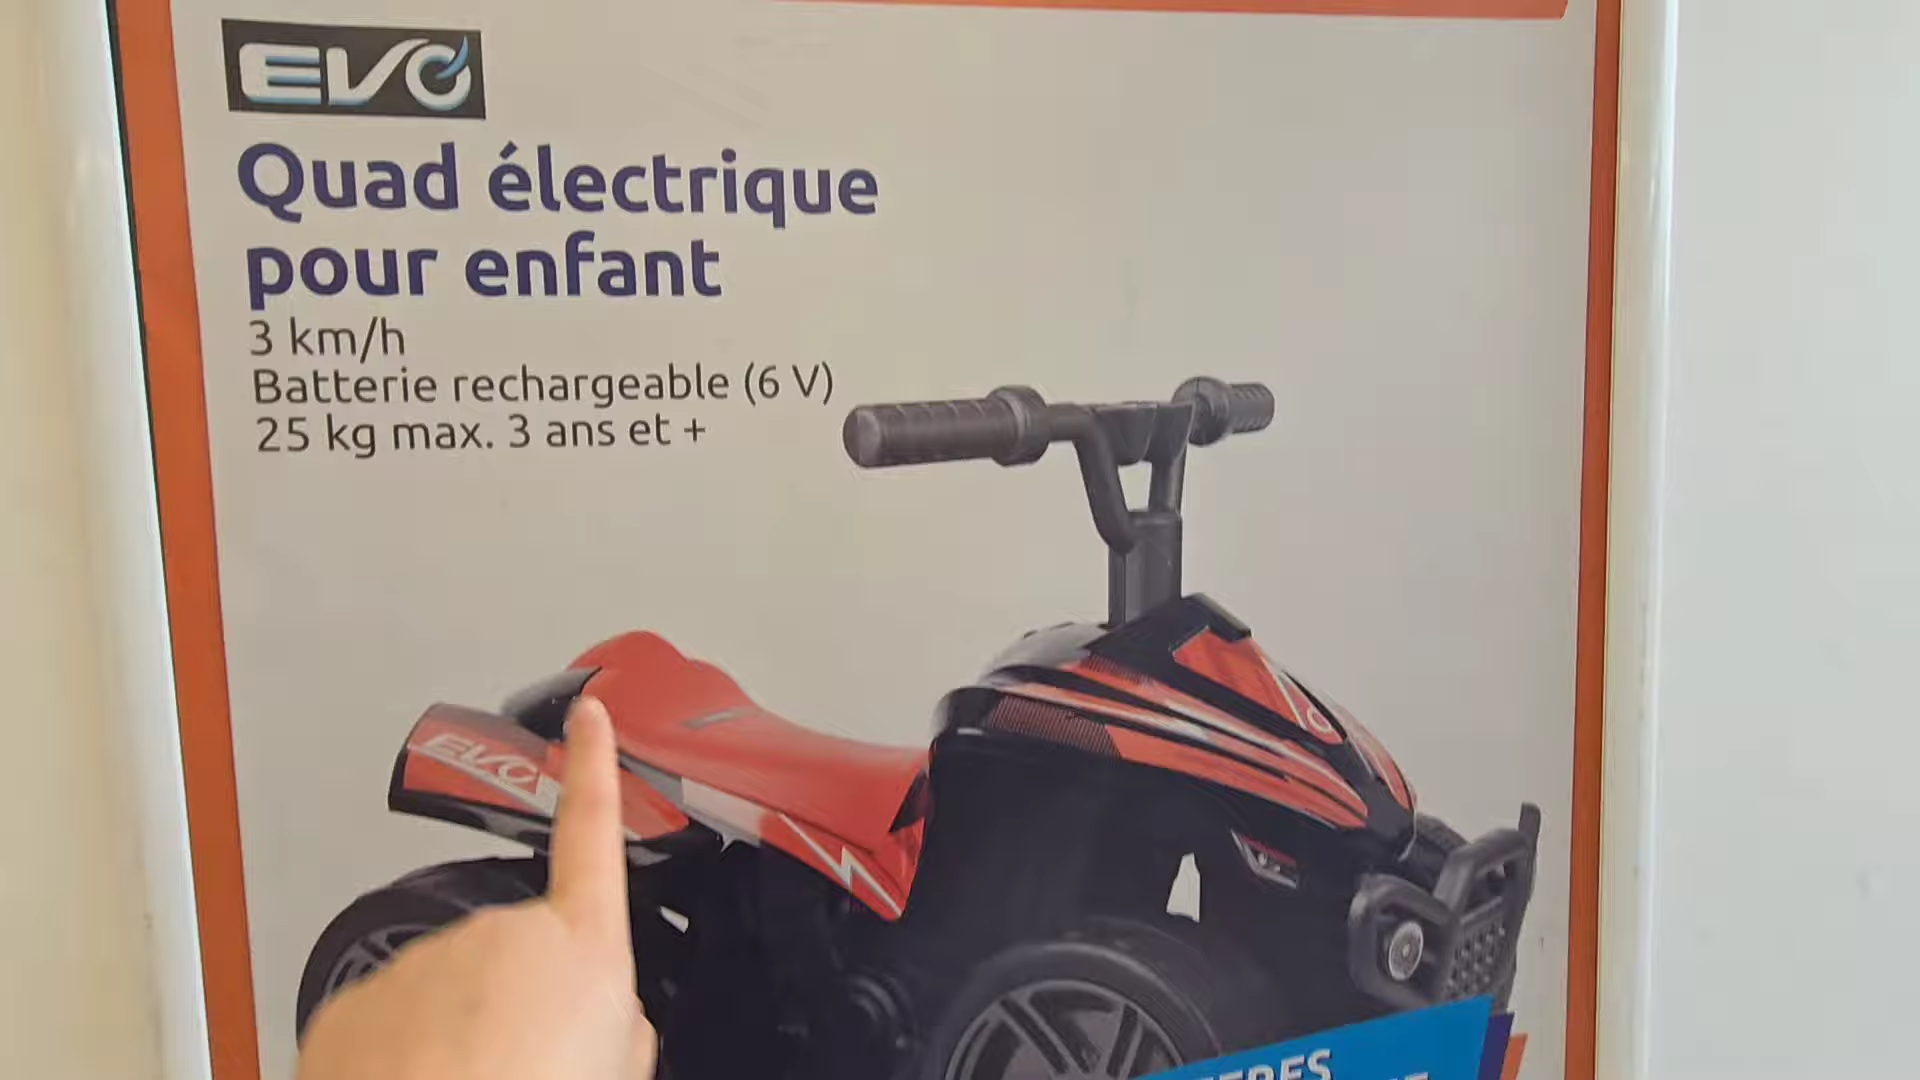 EVO
Quad électrique
pour enfant
3 km/h
Batterie rechargeable (6 V)
25 kg max. 3 ans et +
EVO